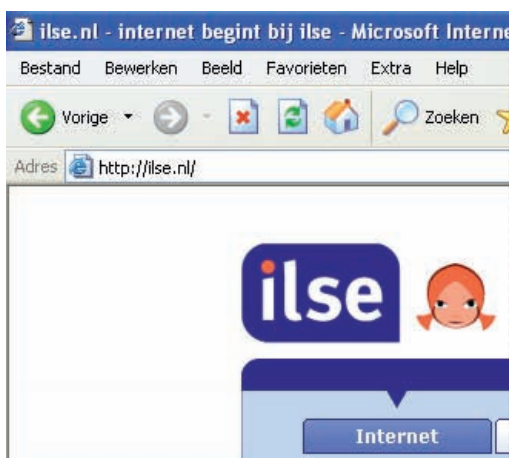 ilse.nl - internet begint bij ilse - Microsoft Interne
Bestand Bewerken Beeld Favorieten Extra Help
Vorige Zoeken
Adres http://ilse.nl/
ilse
Internet